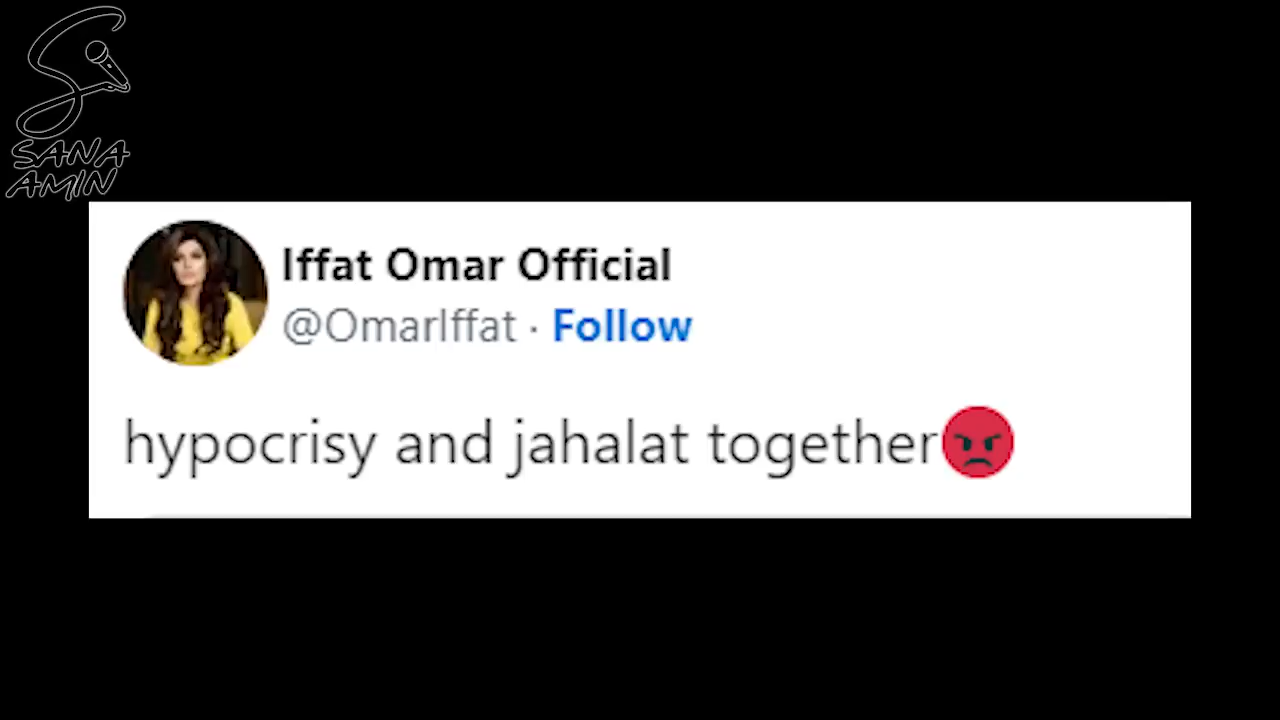 SANA
AMIN
Iffat Omar Official
@OmarIffat · Follow
hypocrisy and jahalat together😡